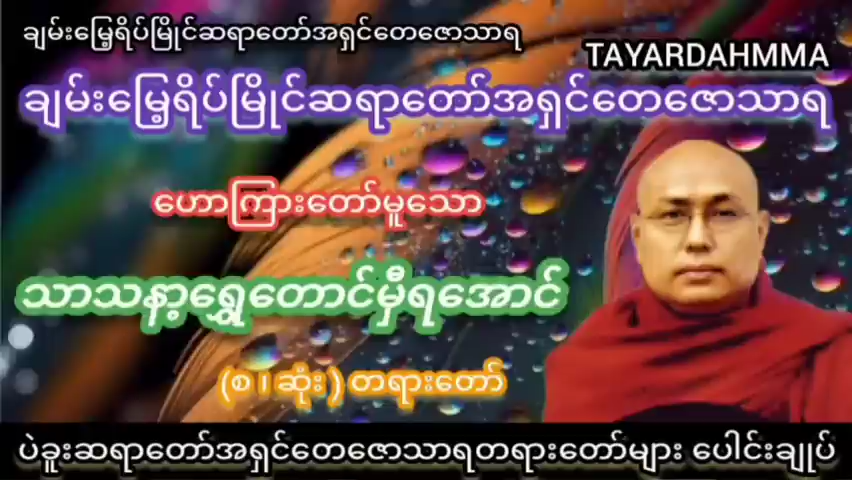 ချမ်းမြေ့ရိပ်မြိုင်ဆရာတော်အရှင်တေဇောသာရ
TAYARDAHMMA
ချမ်းမြေ့ရိပ်မြိုင်ဆရာတော်အရှင်တေဇောသာရ
ဟောကြားတော်မူသော
သာသနာ့ရွှေတောင်မှီရအောင်
(စ ၊ ဆုံး ) တရားတော်
ပဲခူးဆရာတော်အရှင်တေဇောသာရတရားတော်များ ပေါင်းချုပ်